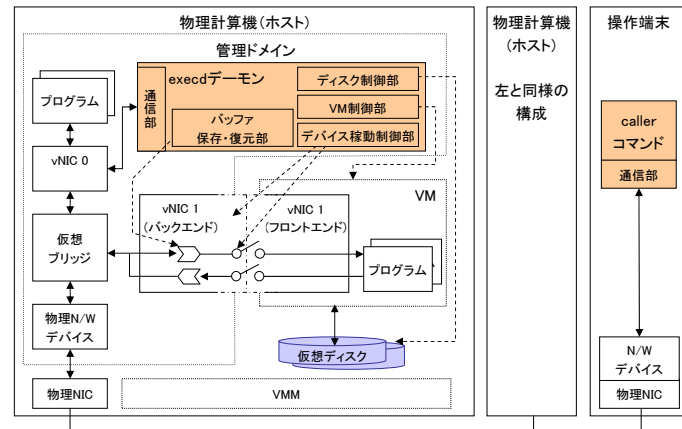 物理計算機(ホスト)
管理ドメイン
execdデーモン
通信部
ディスク制御部
VM制御部
デバイス稼動制御部
バッファ
保存・復元部
プログラム
vNIC 0
仮想
ブリッジ
物理N/W
デバイス
物理NIC
vNIC 1
(バックエンド)
vNIC 1
(フロントエンド)
VM
プログラム
仮想ディスク
VMM
物理計算機
(ホスト)
左と同様の
構成
操作端末
caller
コマンド
通信部
N/W
デバイス
物理NIC